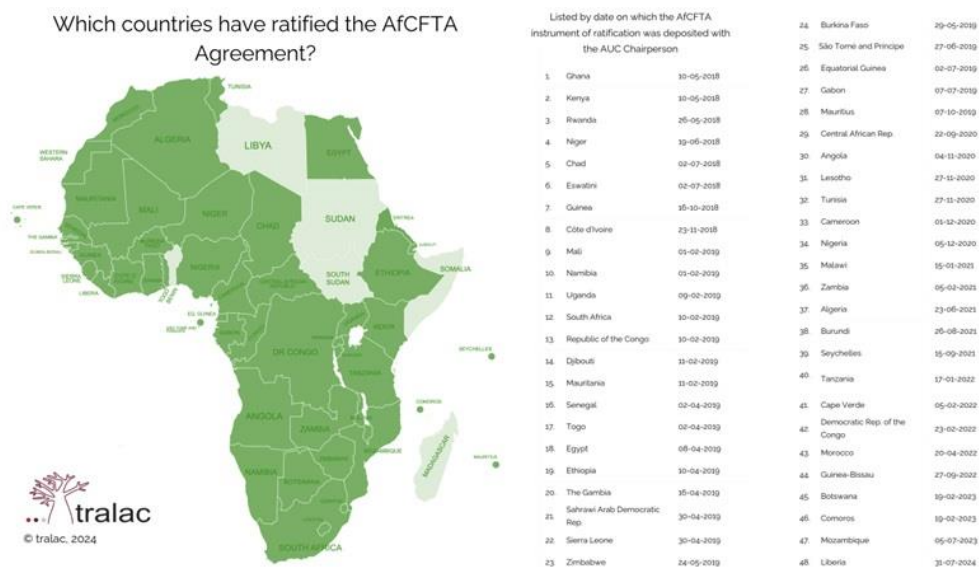 Which countries have ratified the AfCFTA
Agreement?
TUNISIA
ALGERIA
LIBYA
EGYPT
WESTERN
SAHARA
MAURITANIA
MALI
NIGER
CHAD
SUDAN
ERITREA
CAPE VERDE
THE GAMBIA
GUINEA
SIERRA
LEONE
LIBERIA
TOGO
BENIN
NIGERIA
SOUTH
SUDAN
ETHIOPIA
SOMALIA
EQ. GUINEA
KENYA
DR CONGO
TANZANIA
SEYCHELLES
COMOROS
ANGOLA
ZAMBIA
MOZAMBIQUE
MADAGASCAR
MAURITIUS
NAMIBIA
BOTSWANA
SOUTH AFRICA
tralac
© tralac, 2024
Listed by date on which the AfCFTA
instrument of ratification was deposited with
the AUC Chairperson
1. Ghana 10-05-2018
2. Kenya 10-05-2018
3. Rwanda 26-05-2018
4. Niger 19-06-2018
5. Chad 02-07-2018
6. Eswatini 02-07-2018
7. Guinea 16-10-2018
8. Côte d'Ivoire 23-11-2018
9. Mali 01-02-2019
10. Namibia 01-02-2019
11. Uganda 09-02-2019
12. South Africa 10-02-2019
13. Republic of the Congo 10-02-2019
14. Djibouti 11-02-2019
15. Mauritania 11-02-2019
16. Senegal 02-04-2019
17. Togo 02-04-2019
18. Egypt 08-04-2019
19. Ethiopia 10-04-2019
20. The Gambia 16-04-2019
21. Sahrawi Arab Democratic
Rep. 30-04-2019
22. Sierra Leone 30-04-2019
23. Zimbabwe 24-05-2019
24. Burkina Faso 29-05-2019
25. São Tomé and Príncipe 27-06-2019
26. Equatorial Guinea 02-07-2019
27. Gabon 07-07-2019
28. Mauritius 07-10-2019
29. Central African Rep. 22-09-2020
30. Angola 04-11-2020
31. Lesotho 27-11-2020
32. Tunisia 27-11-2020
33. Cameroon 01-12-2020
34. Nigeria 05-12-2020
35. Malawi 15-01-2021
36. Zambia 05-02-2021
37. Algeria 23-06-2021
38. Burundi 26-08-2021
39. Seychelles 15-09-2021
40. Tanzania 17-01-2022
41. Cape Verde 05-02-2022
42. Democratic Rep. of the
Congo 23-02-2022
43. Morocco 20-04-2022
44. Guinea-Bissau 27-09-2022
45. Botswana 19-02-2023
46. Comoros 19-02-2023
47. Mozambique 05-07-2023
48. Liberia 31-07-2024